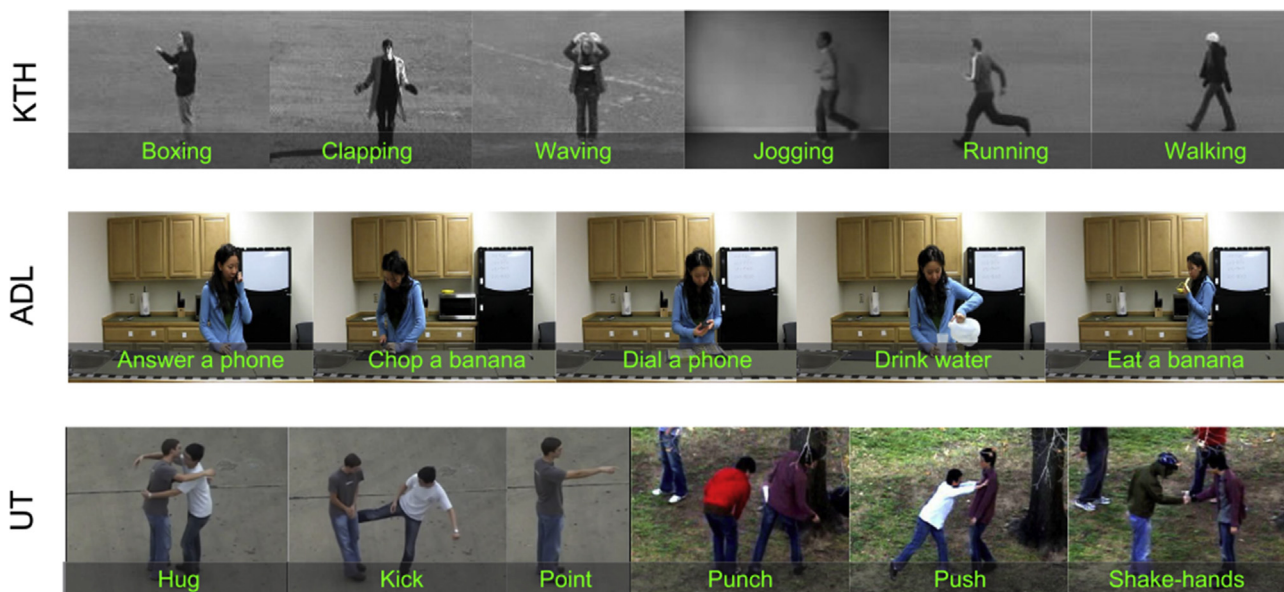 KTH
Boxing
Clapping
Waving
Jogging
Running
Walking
ADL
Answer a phone
Chop a banana
Dial a phone
Drink water
Eat a banana
UT
Hug
Kick
Point
Punch
Push
Shake-hands